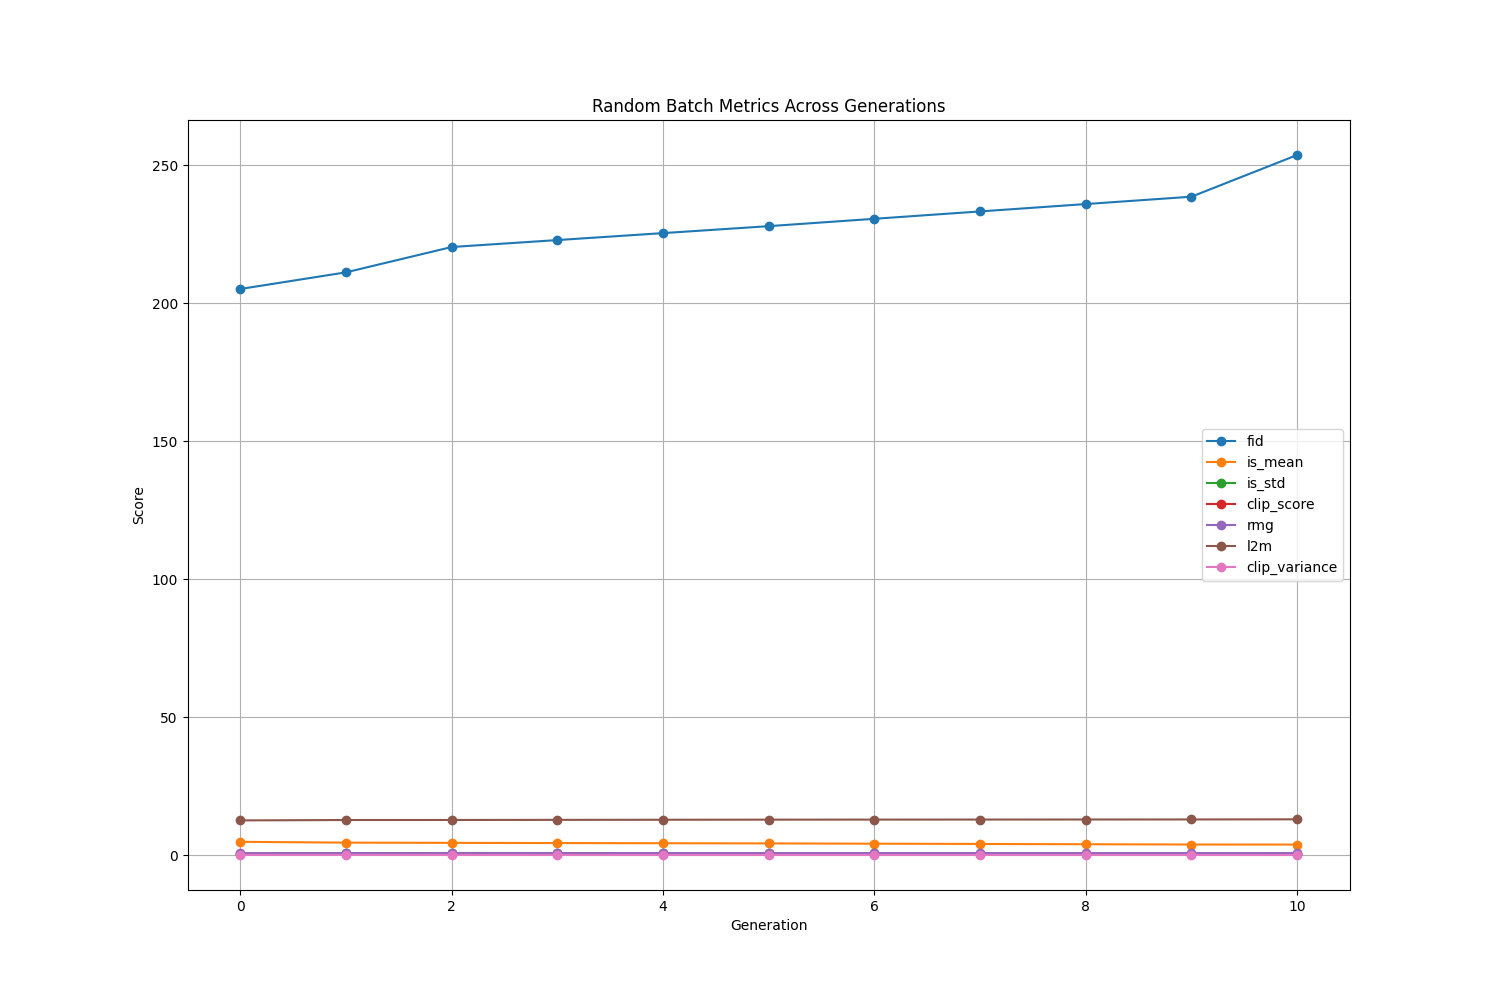 Random Batch Metrics Across Generations
250
200
150
100
50
0
Score
fid
is_mean
is_std
clip_score
rmg
l2m
clip_variance
0 2 4 6 8 10
Generation